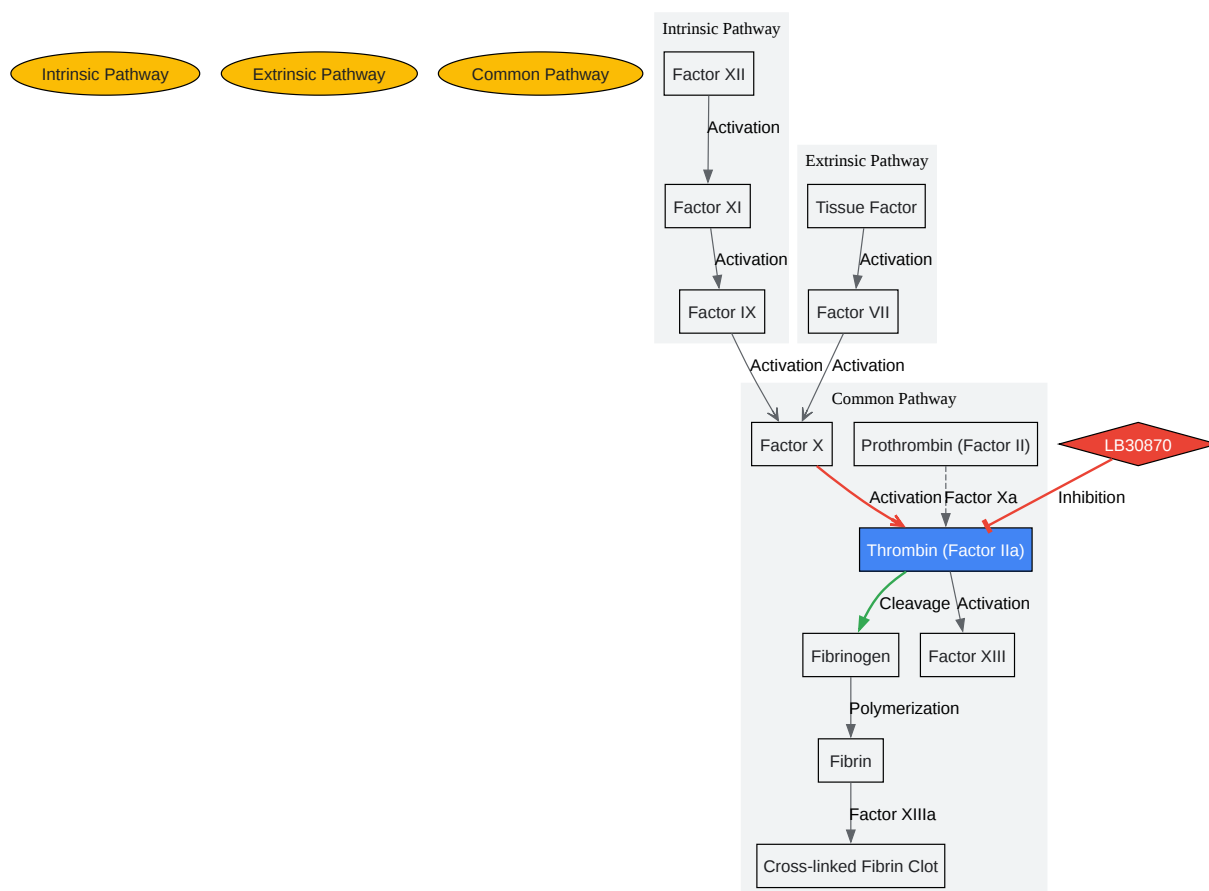 Intrinsic Pathway
Extrinsic Pathway
Common Pathway
Intrinsic Pathway
Factor XII
Activation
Factor XI
Activation
Factor IX
Activation
Extrinsic Pathway
Tissue Factor
Activation
Factor VII
Activation
Common Pathway
Factor X
Prothrombin (Factor II)
LB30870
Activation
Factor Xa
Inhibition
Thrombin (Factor IIa)
Cleavage
Activation
Fibrinogen
Factor XIII
Polymerization
Fibrin
Factor XIIIa
Cross-linked Fibrin Clot